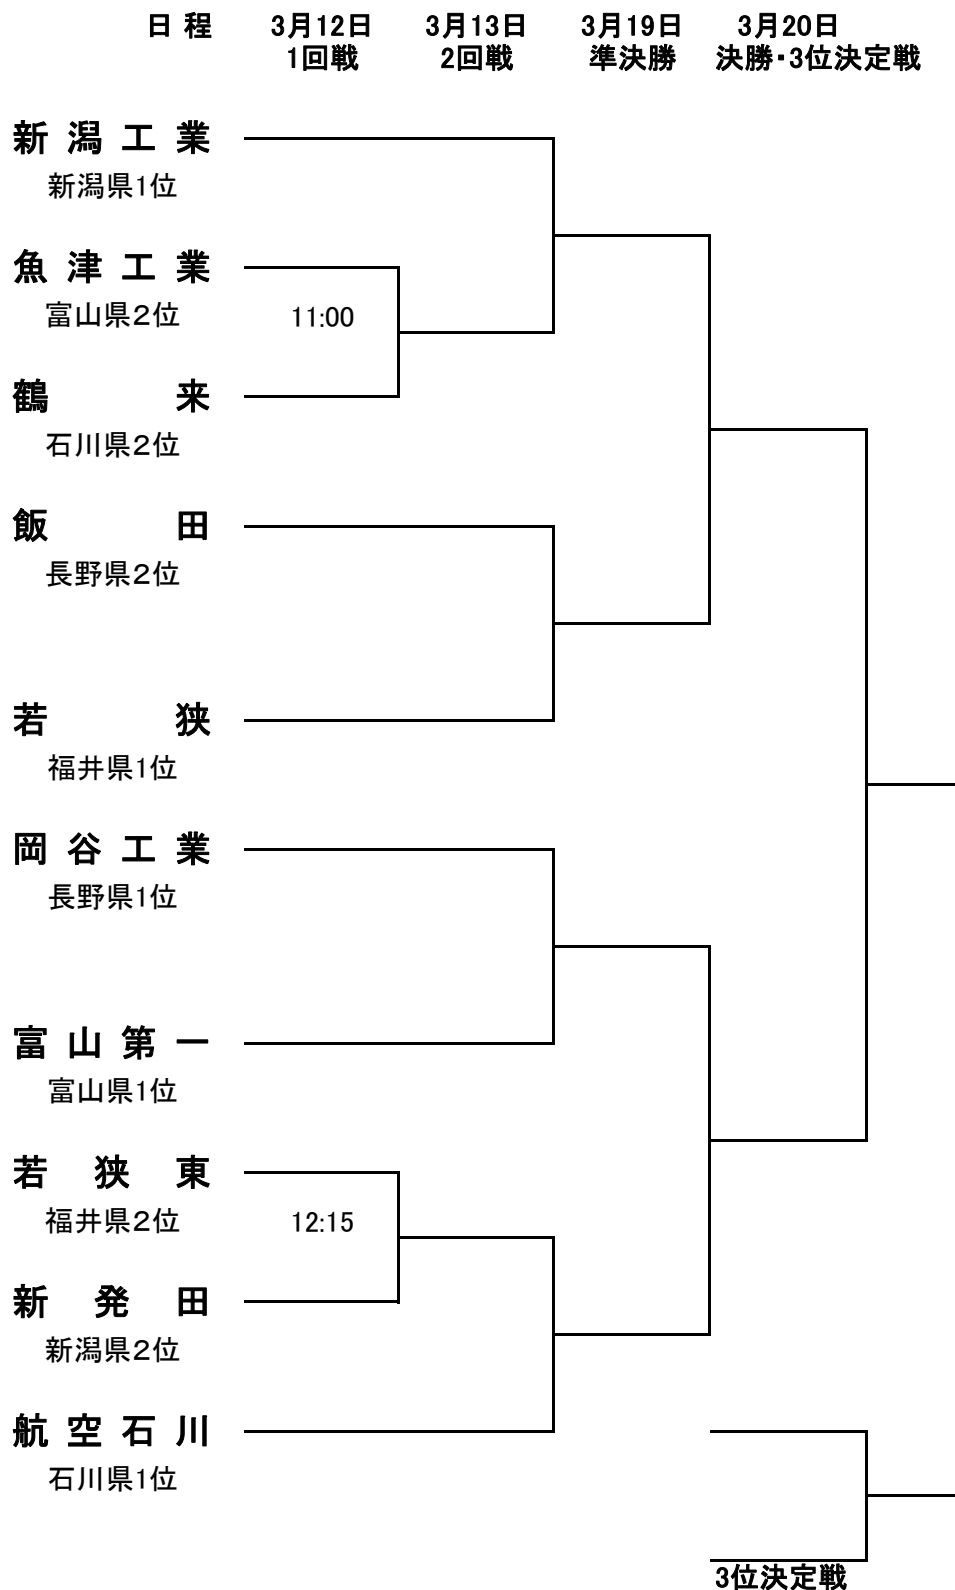 日 程 3月12日 3月13日 3月19日 3月20日
1回戦 2回戦 準決勝 決勝・3位決定戦
新潟工業
新潟県1位
魚津工業
富山県2位 11:00
鶴来
石川県2位
飯田
長野県2位
若狭
福井県1位
岡谷工業
長野県1位
富山第一
富山県1位
若狭東
福井県2位 12:15
新発田
新潟県2位
航空石川
石川県1位
3位決定戦